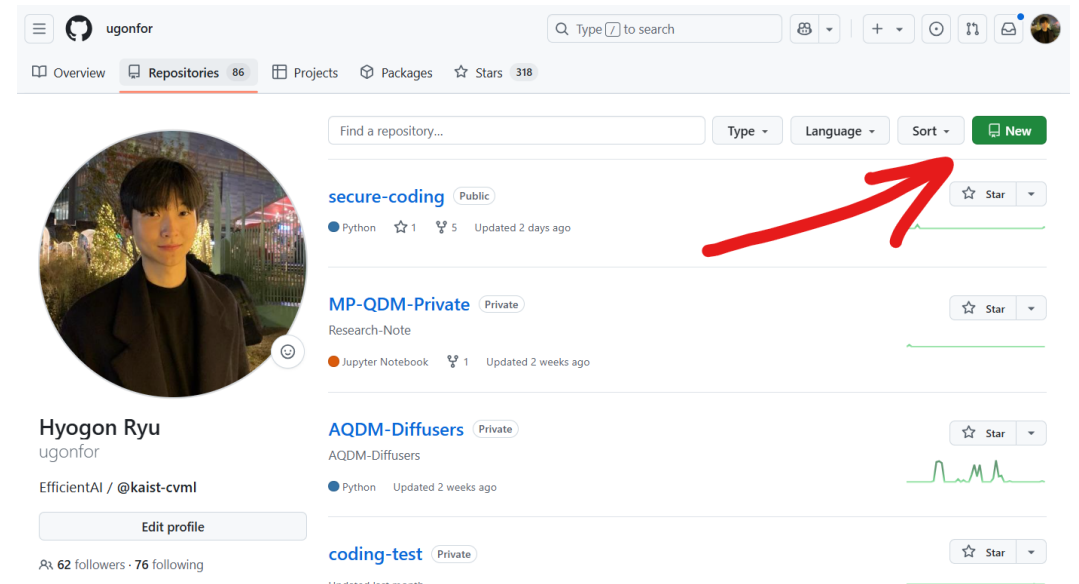 ugonfor
Type / to search
Overview Repositories 86 Projects Packages Stars 318
Find a repository...
Type Language Sort New
secure-coding Public
Star
Python 1 5 Updated 2 days ago
MP-QDM-Private Private
Star
Research-Note
Jupyter Notebook 1 Updated 2 weeks ago
AQDM-Diffusers Private
Star
AQDM-Diffusers
Python Updated 2 weeks ago
coding-test Private
Star
Updated last month
Hyogon Ryu
ugonfor
EfficientAI / @kaist-cvml
Edit profile
62 followers · 76 following